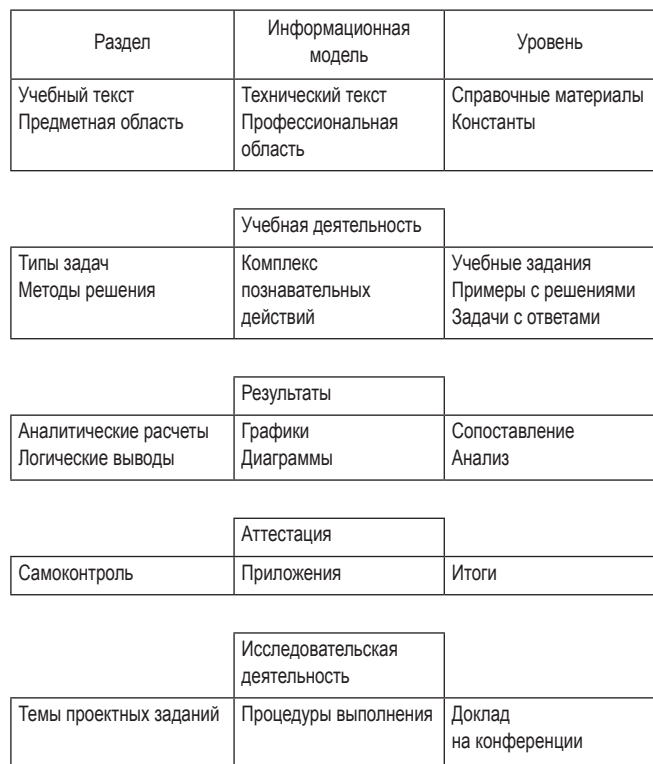 Раздел
Информационная
модель
Уровень
Учебный текст
Предметная область
Технический текст
Профессиональная
область
Справочные материалы
Константы
Учебная деятельность
Типы задач
Методы решения
Комплекс
познавательных
действий
Учебные задания
Примеры с решениями
Задачи с ответами
Результаты
Аналитические расчеты
Логические выводы
Графики
Диаграммы
Сопоставление
Анализ
Аттестация
Самоконтроль
Приложения
Итоги
Исследовательская
деятельность
Темы проектных заданий
Процедуры выполнения
Доклад
на конференции